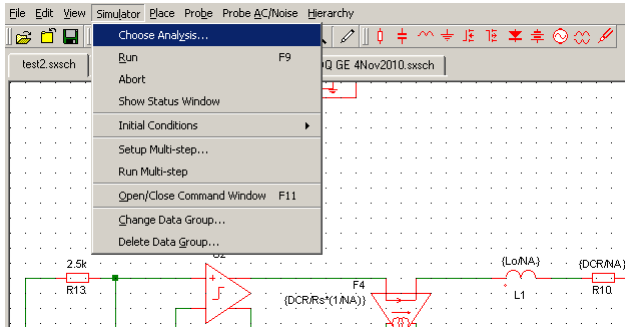 File Edit View Simulator Place Probe Probe AC/Noise Hierarchy
Choose Analysis...
test2.sxsch
Run F9
Q GE 4Nov2010.sxsch
Abort
Show Status Window
Initial Conditions
Setup Multi-step...
Run Multi-step
Open/Close Command Window F11
Change Data Group...
Delete Data Group...
2.5k
{Lo/NA}
{DCR/NA}
R13
F4
L1
R10
{DCR/Rs*(1/NA)}